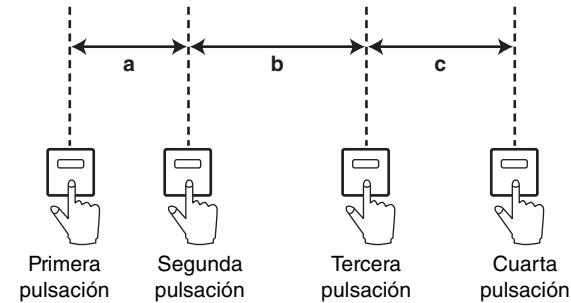 a
b
c
Primera
pulsación
Segunda
pulsación
Tercera
pulsación
Cuarta
pulsación